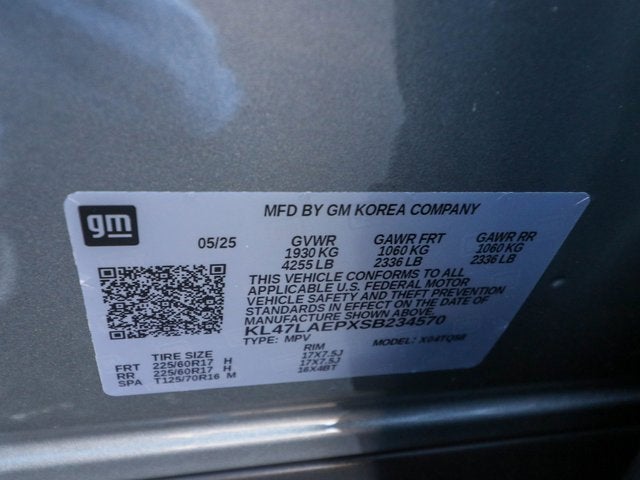 gm
MFD BY GM KOREA COMPANY
05/25 GVWR GAWR FRT GAWR RR
1930 KG 1060 KG 1060 KG
4255 LB 2336 LB 2336 LB
THIS VEHICLE CONFORMS TO ALL
APPLICABLE U.S. FEDERAL MOTOR
VEHICLE SAFETY AND THEFT PREVENTION
STANDARDS IN EFFECT ON THE DATE OF
MANUFACTURE SHOWN ABOVE.
KL47LAEPXSB234570
TYPE: MPV MODEL: X04TQ58
TIRE SIZE RIM
FRT 225/60R17 H 17X7.5J
RR 225/60R17 H 17X7.5J
SPA T125/70R16 M 16X4BT